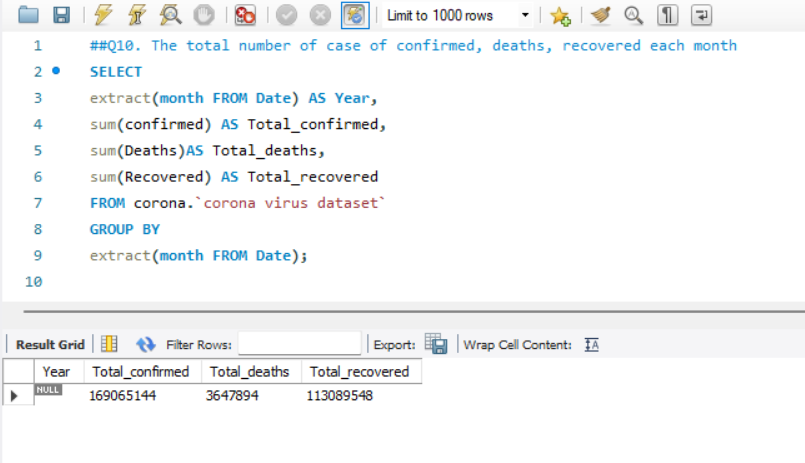 Limit to 1000 rows
1 ##Q10. The total number of case of confirmed, deaths, recovered each month
2 SELECT
3 extract(month FROM Date) AS Year,
4 sum(confirmed) AS Total_confirmed,
5 sum(Deaths)AS Total_deaths,
6 sum(Recovered) AS Total_recovered
7 FROM corona.`corona virus dataset`
8 GROUP BY
9 extract(month FROM Date);
10
Result Grid Filter Rows: Export: Wrap Cell Content: IA
Year Total_confirmed Total_deaths Total_recovered
NULL 169065144 3647894 113089548